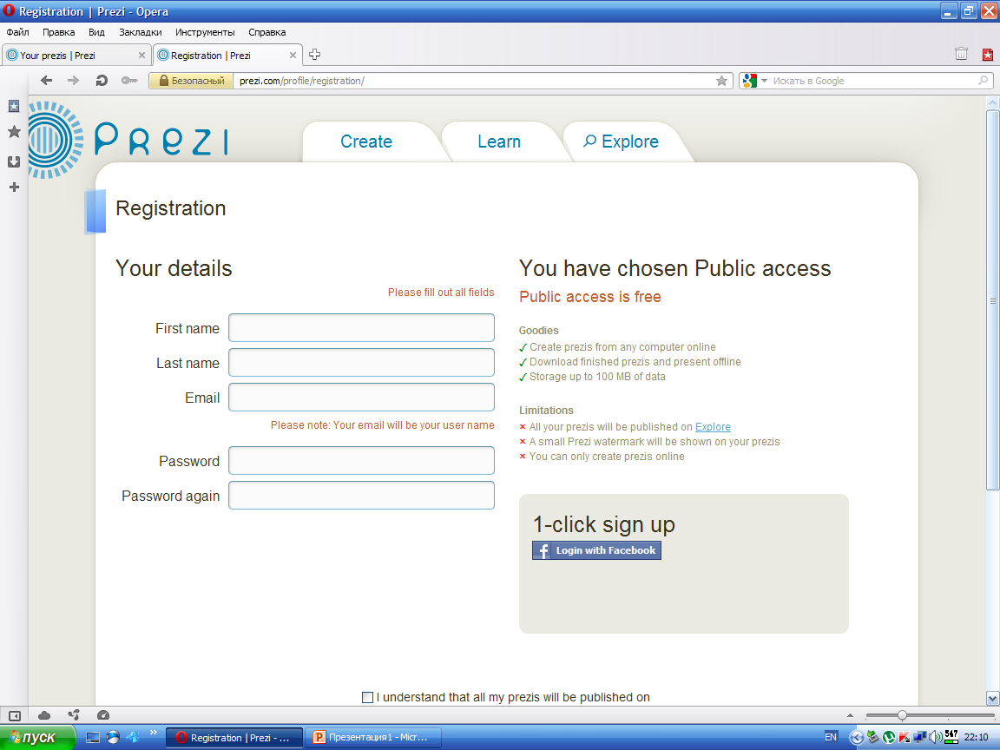 Registration | Prezi - Opera
Файл Правка Вид Закладки Инструменты Справка
Your prezis | Prezi
Registration | Prezi
Безопасный
prezi.com/profile/registration/
Искать в Google
PREZI
Create
Learn
Explore
Registration
Your details
Please fill out all fields
First name
Last name
Email
Please note: Your email will be your user name
Password
Password again
You have chosen Public access
Public access is free
Goodies
Create prezis from any computer online
Download finished prezis and present offline
Storage up to 100 MB of data
Limitations
All your prezis will be published on Explore
A small Prezi watermark will be shown on your prezis
You can only create prezis online
1-click sign up
Login with Facebook
I understand that all my prezis will be published on
пуск
Registration | Prezi - ...
Презентация1 - Micr...
EN
547
22:10